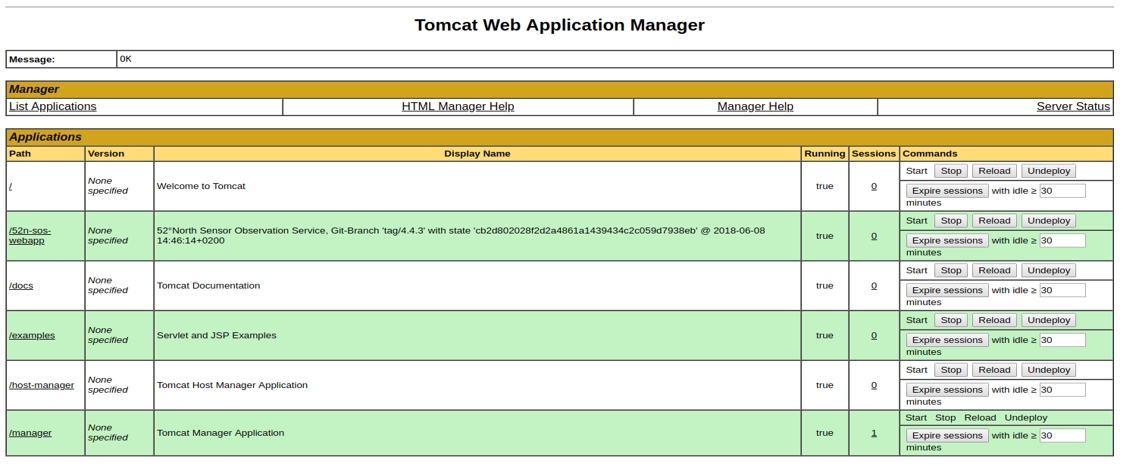 Tomcat Web Application Manager
Message: OK
Manager
List Applications HTML Manager Help Manager Help Server Status
Applications
Path Version Display Name Running Sessions Commands
/ None specified Welcome to Tomcat true 0 Start Stop Reload Undeploy
Expire sessions with idle ≥ 30
minutes
/52n-sos-webapp None specified 52°North Sensor Observation Service, Git-Branch 'tag/4.4.3' with state 'cb2d802028f2d2a4861a1439434c2c059d7938eb' @ 2018-06-08
14:46:14+0200 true 0 Start Stop Reload Undeploy
Expire sessions with idle ≥ 30
minutes
/docs None specified Tomcat Documentation true 0 Start Stop Reload Undeploy
Expire sessions with idle ≥ 30
minutes
/examples None specified Servlet and JSP Examples true 0 Start Stop Reload Undeploy
Expire sessions with idle ≥ 30
minutes
/host-manager None specified Tomcat Host Manager Application true 0 Start Stop Reload Undeploy
Expire sessions with idle ≥ 30
minutes
/manager None specified Tomcat Manager Application true 1 Start Stop Reload Undeploy
Expire sessions with idle ≥ 30
minutes